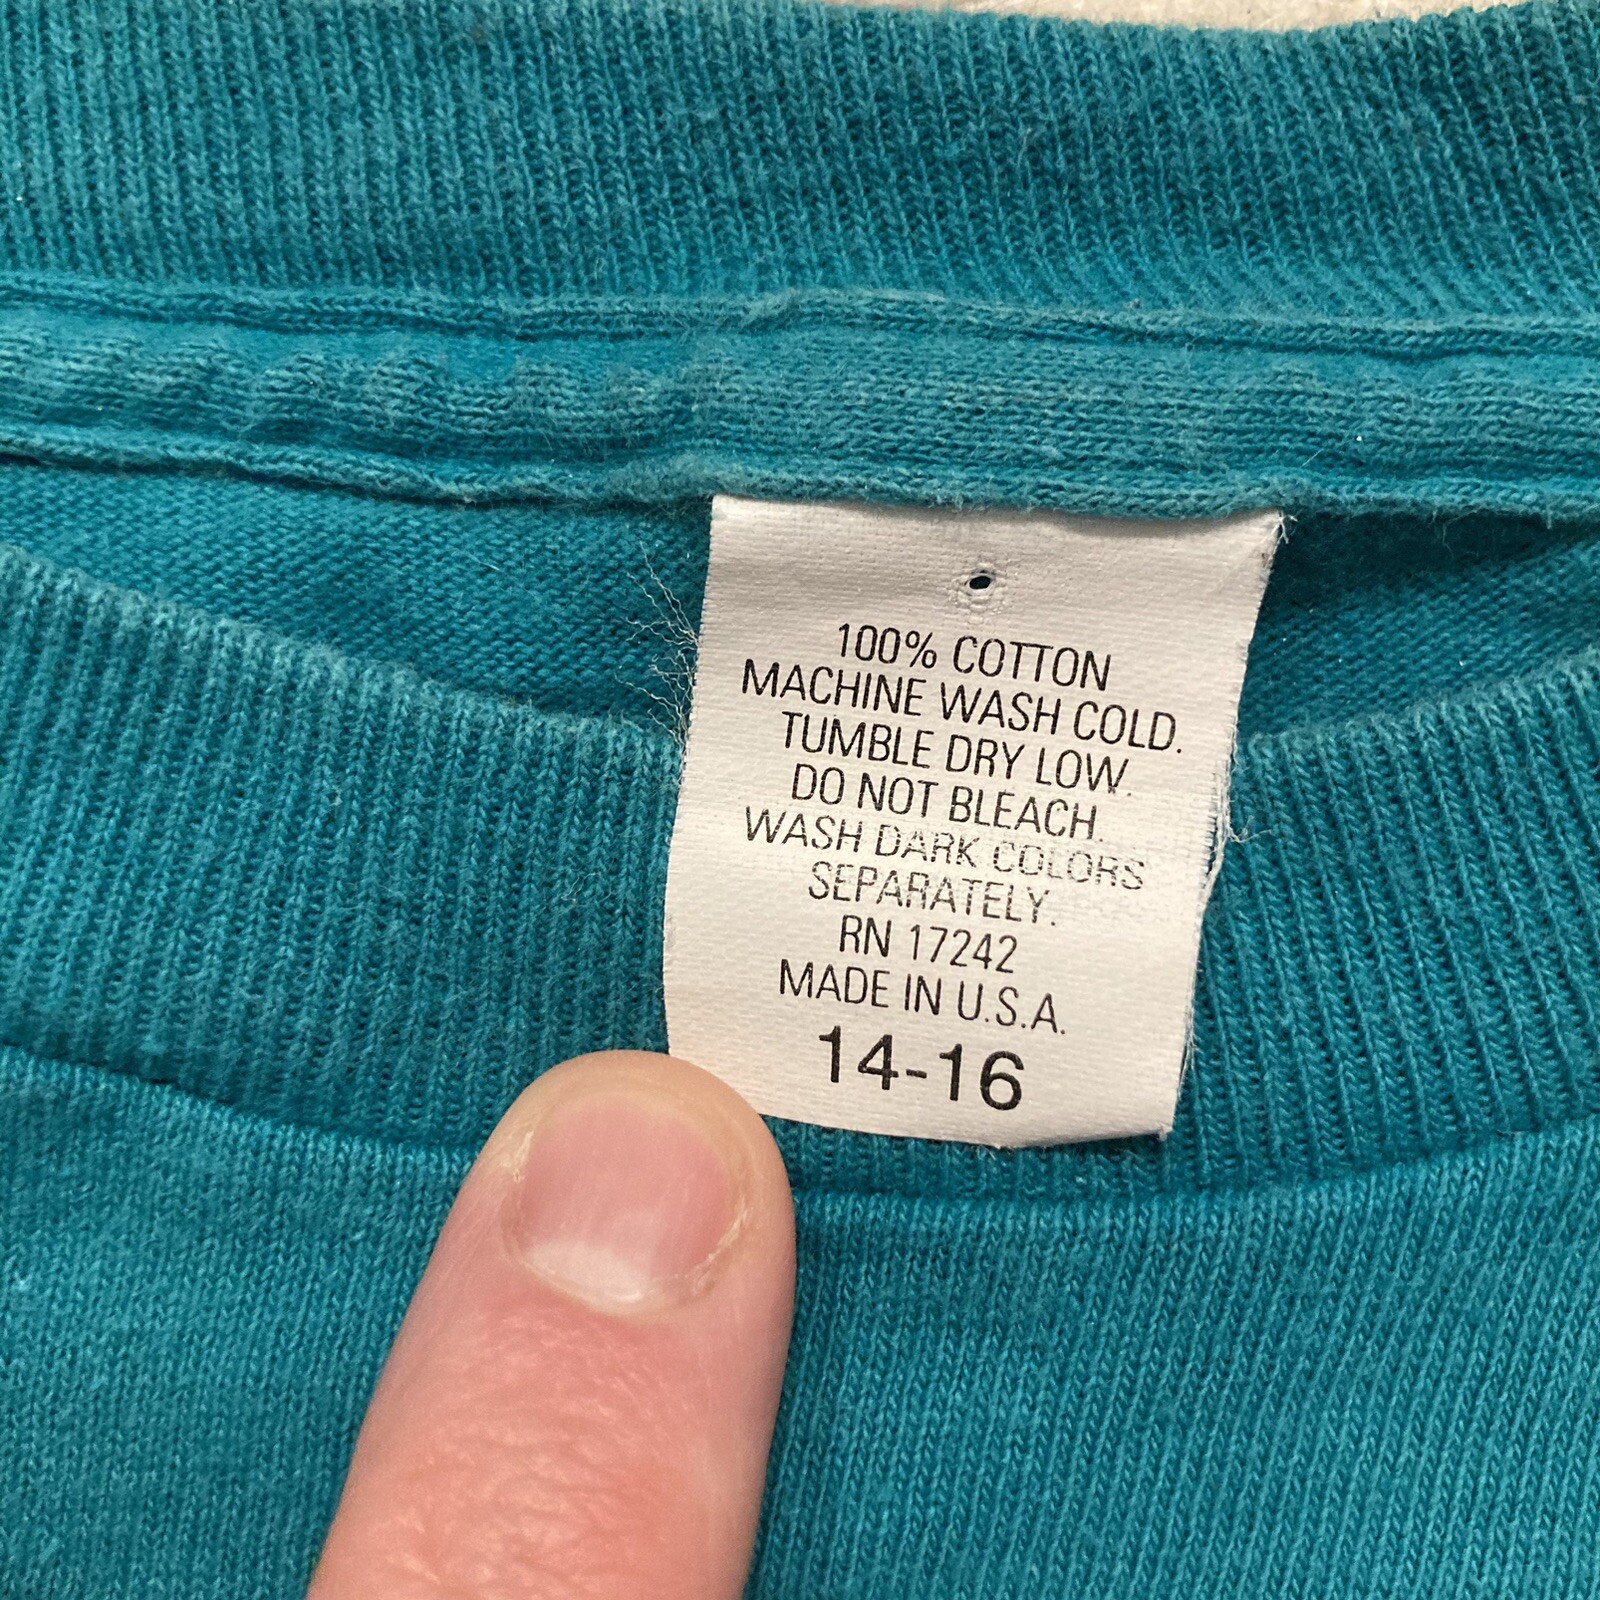 100% COTTON
MACHINE WASH COLD.
TUMBLE DRY LOW.
DO NOT BLEACH.
WASH DARK COLORS
SEPARATELY.
RN 17242
MADE IN U.S.A.
14-16